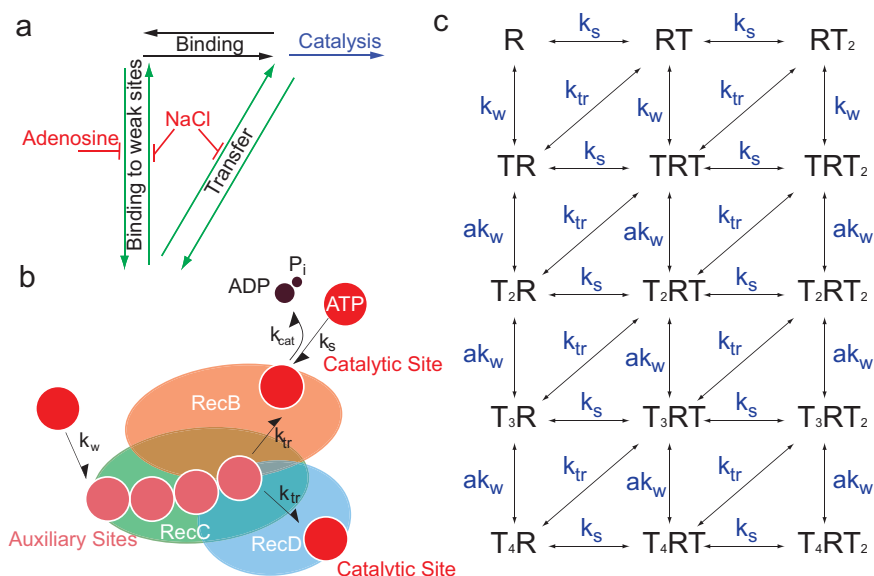 a
Binding
Catalysis
Binding to weak sites
NaCl
Adenosine
Transfer
b
Pi
ADP
ATP
kcat
ks
Catalytic Site
RecB
kw
ktr
ktr
RecC
Auxiliary Sites
RecD
Catalytic Site
c
R ks RT ks RT2
kw ktr kw ktr kw
TR ks TRT ks TRT2
akw ktr akw ktr akw
T2R ks T2RT ks T2RT2
akw ktr akw ktr akw
T3R ks T3RT ks T3RT2
akw ktr akw ktr akw
T4R ks T4RT ks T4RT2